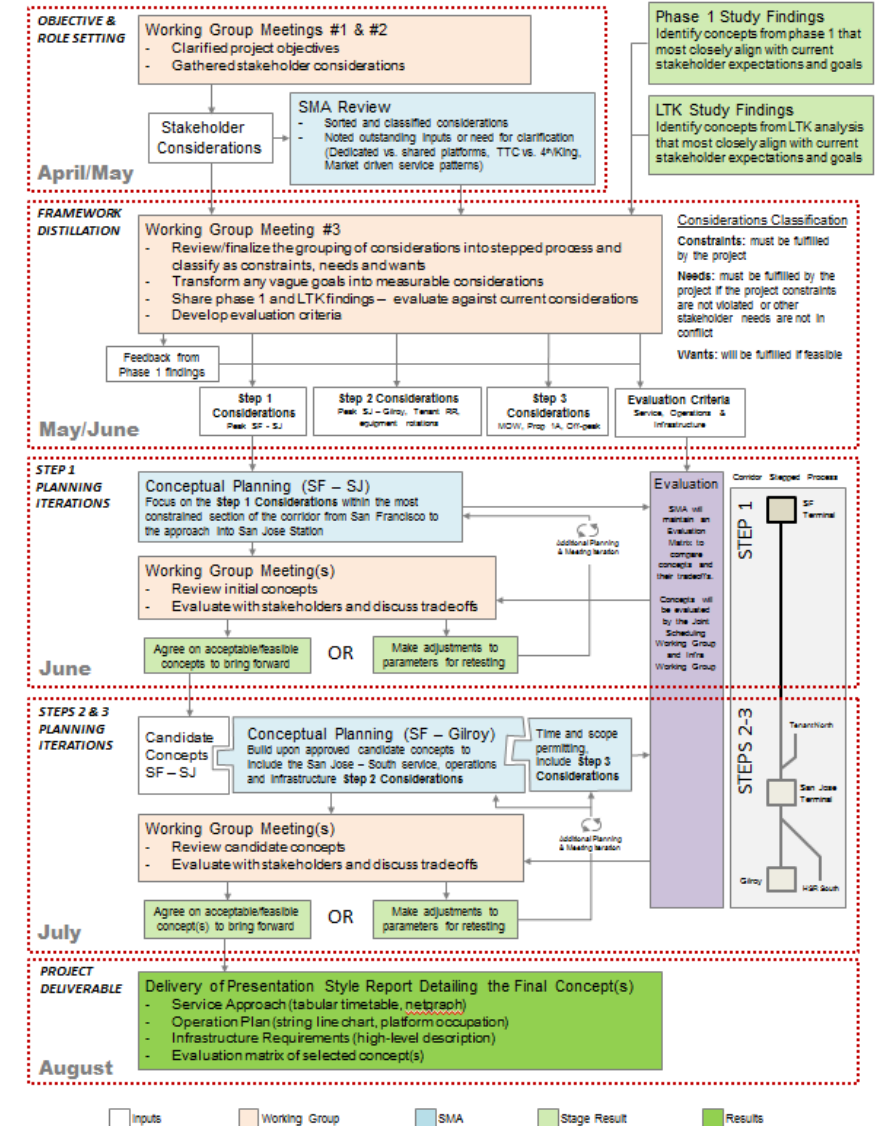 OBJECTIVE &
ROLE SETTING
Working Group Meetings #1 & #2
- Clarified project objectives
- Gathered stakeholder considerations
Phase 1 Study Findings
Identify concepts from phase 1 that
most closely align with current
stakeholder expectations and goals
Stakeholder
Considerations
SMA Review
- Sorted and classified considerations
- Noted outstanding inputs or need for clarification
(Dedicated vs. shared platforms, TTC vs. 4th/King,
Market driven service patterns)
LTK Study Findings
Identify concepts from LTK analysis
that most closely align with current
stakeholder expectations and goals
April/May
FRAMEWORK
DISTILLATION
Working Group Meeting #3
- Review/finalize the grouping of considerations into stepped process and
classify as constraints, needs and wants
- Transform any vague goals into measurable considerations
- Share phase 1 and LTK findings – evaluate against current considerations
- Develop evaluation criteria
Considerations Classification
Constraints: must be fulfilled
by the project
Needs: must be fulfilled by the
project if the project constraints
are not violated or other
stakeholder needs are not in
conflict
Wants: will be fulfilled if feasible
Feedback from
Phase 1 findings
Step 1
Considerations
Peak SF - SJ
Step 2 Considerations
Peak SJ – Gilroy, Tenant RR,
equipment rotations
Step 3
Considerations
MOW, Prop 1A, Off-peak
Evaluation Criteria
Service, Operations &
Infrastructure
May/June
STEP 1
PLANNING
ITERATIONS
Conceptual Planning (SF – SJ)
Focus on the Step 1 Considerations within the most
constrained section of the corridor from San Francisco to
the approach into San Jose Station
Additional Planning
& Meeting Iteration
Working Group Meeting(s)
- Review initial concepts
- Evaluate with stakeholders and discuss tradeoffs
Agree on acceptable/feasible
concepts to bring forward
OR
Make adjustments to
parameters for retesting
June
Evaluation
SMA will
maintain an
Evaluation
Matrix to
compare
concepts and
their tradeoffs.
Concepts will
be evaluated
by the Joint
Scheduling
Working Group
and Infra
Working Group
Corridor Stepped Process
STEP 1
SF
Terminal
STEPS 2-3
Tenant North
San Jose
Terminal
Gilroy
HSR South
STEPS 2 & 3
PLANNING
ITERATIONS
Candidate
Concepts
SF – SJ
Conceptual Planning (SF – Gilroy)
Build upon approved candidate concepts to
include the San Jose – South service, operations
and infrastructure Step 2 Considerations
Time and scope
permitting,
include Step 3
Considerations
Additional Planning
& Meeting Iteration
Working Group Meeting(s)
- Review candidate concepts
- Evaluate with stakeholders and discuss tradeoffs
Agree on acceptable/feasible
concept(s) to bring forward
OR
Make adjustments to
parameters for retesting
July
PROJECT
DELIVERABLE
Delivery of Presentation Style Report Detailing the Final Concept(s)
- Service Approach (tabular timetable, netgraph)
- Operation Plan (string line chart, platform occupation)
- Infrastructure Requirements (high-level description)
- Evaluation matrix of selected concept(s)
August
Inputs
Working Group
SMA
Stage Result
Results